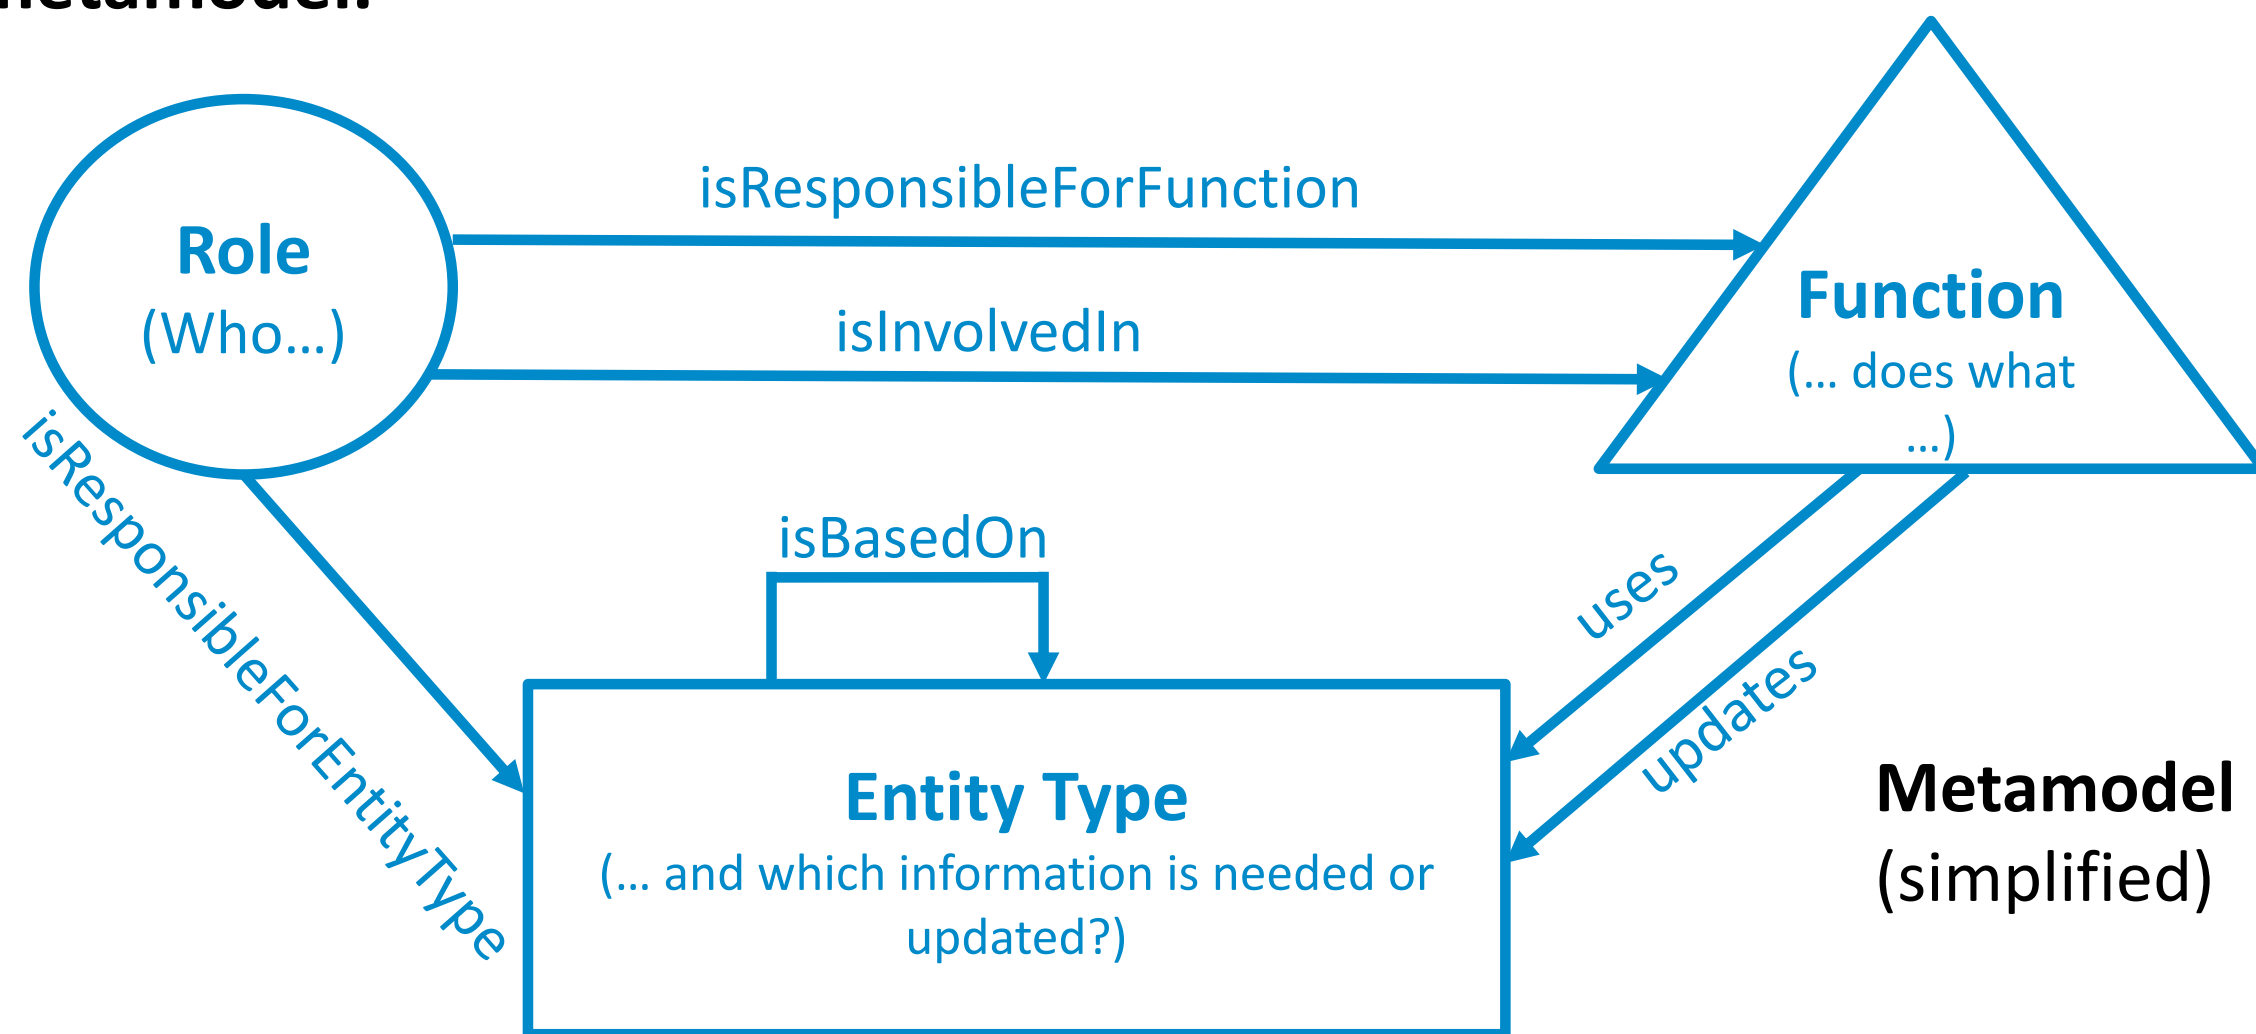 metamodel.
isResponsibleForFunction
Role
(Who...)
isInvolvedIn
Function
(... does what
...)
isResponsibleForEntityType
isBasedOn
uses
updates
Entity Type
(... and which information is needed or
updated?)
Metamodel
(simplified)